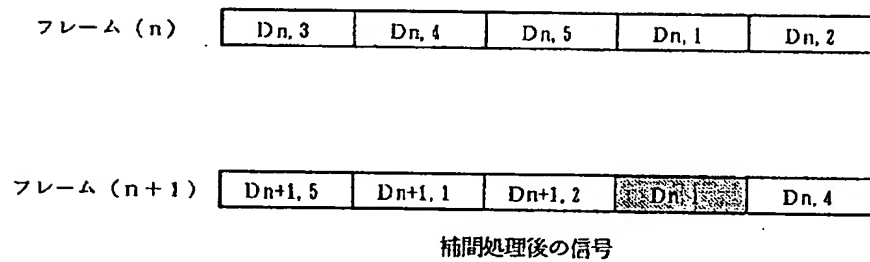 フレーム (n) Dn, 3 Dn, 4 Dn, 5 Dn, 1 Dn, 2
フレーム (n+1) Dn+1, 5 Dn+1, 1 Dn+1, 2 Dn, 1 Dn, 4
補間処理後の信号